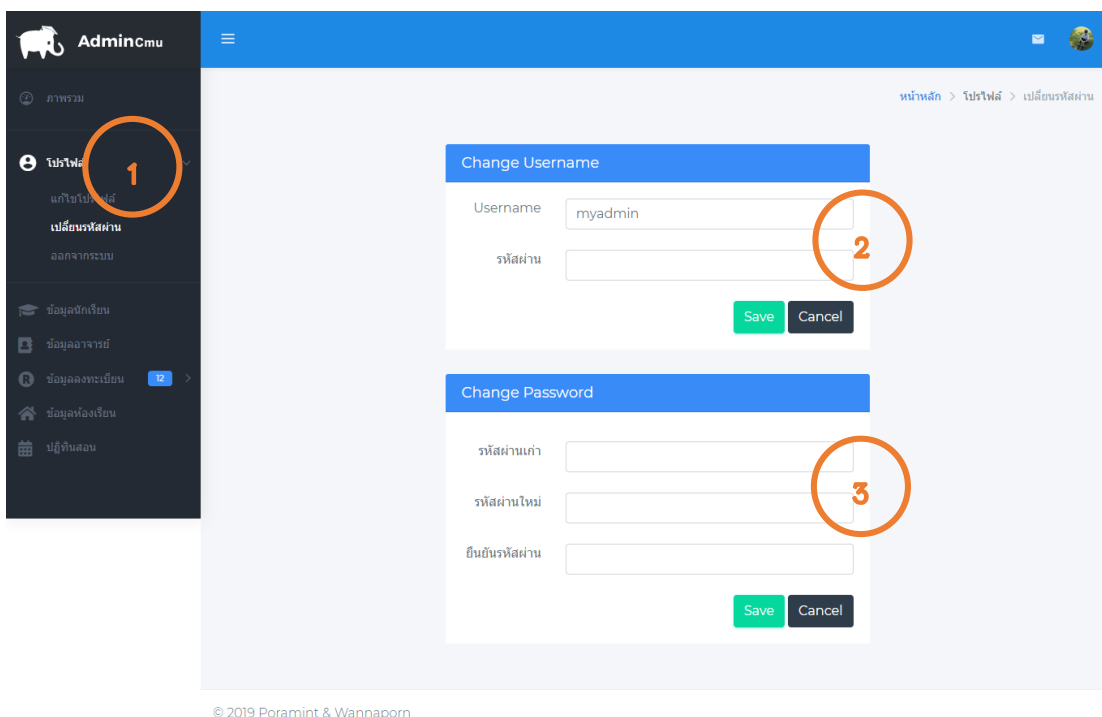 AdminCmu
ภาพรวม
หน้าหลัก > โปรไฟล์ > เปลี่ยนรหัสผ่าน
โปรไฟล์
1
แก้ไขโปรไฟล์
เปลี่ยนรหัสผ่าน
ออกจากระบบ
ข้อมูลนักเรียน
ข้อมูลอาจารย์
ข้อมูลลงทะเบียน 12
ข้อมูลห้องเรียน
ปฏิทินสอน
Change Username
Username myadmin
2
รหัสผ่าน
Save Cancel
Change Password
รหัสผ่านเก่า
3
รหัสผ่านใหม่
ยืนยันรหัสผ่าน
Save Cancel
© 2019 Poramint & Wannaporn